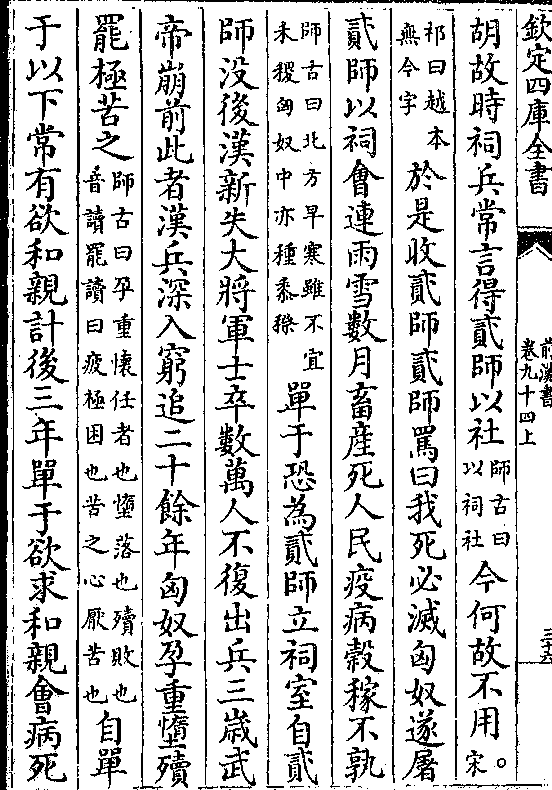 欽定四庫全書
前漢書
卷九十四上
三十五
胡故時祠兵常言得貳師以社師古曰以祠社今何故不用。宋
祁曰越本無今字於是收貳師貳師罵曰我死必滅匈奴遂屠
貳師以祠會連雨雪數月畜産死人民疫病穀稼不孰
師古曰北方早寒雖不宜禾稷匈奴中亦種黍穄單于恐為貳師立祠室自貳
師没後漢新失大將軍士卒數萬人不復出兵三歳武
帝崩前此者漢兵深入窮追二十餘年匈奴孕重墮殰
罷極苦之師古曰孕重懷任者也墮落也殰敗也音讀罷讀曰疲極困也苦之心厭苦也自單
于以下常有欲和親計後三年單于欲求和親會病死